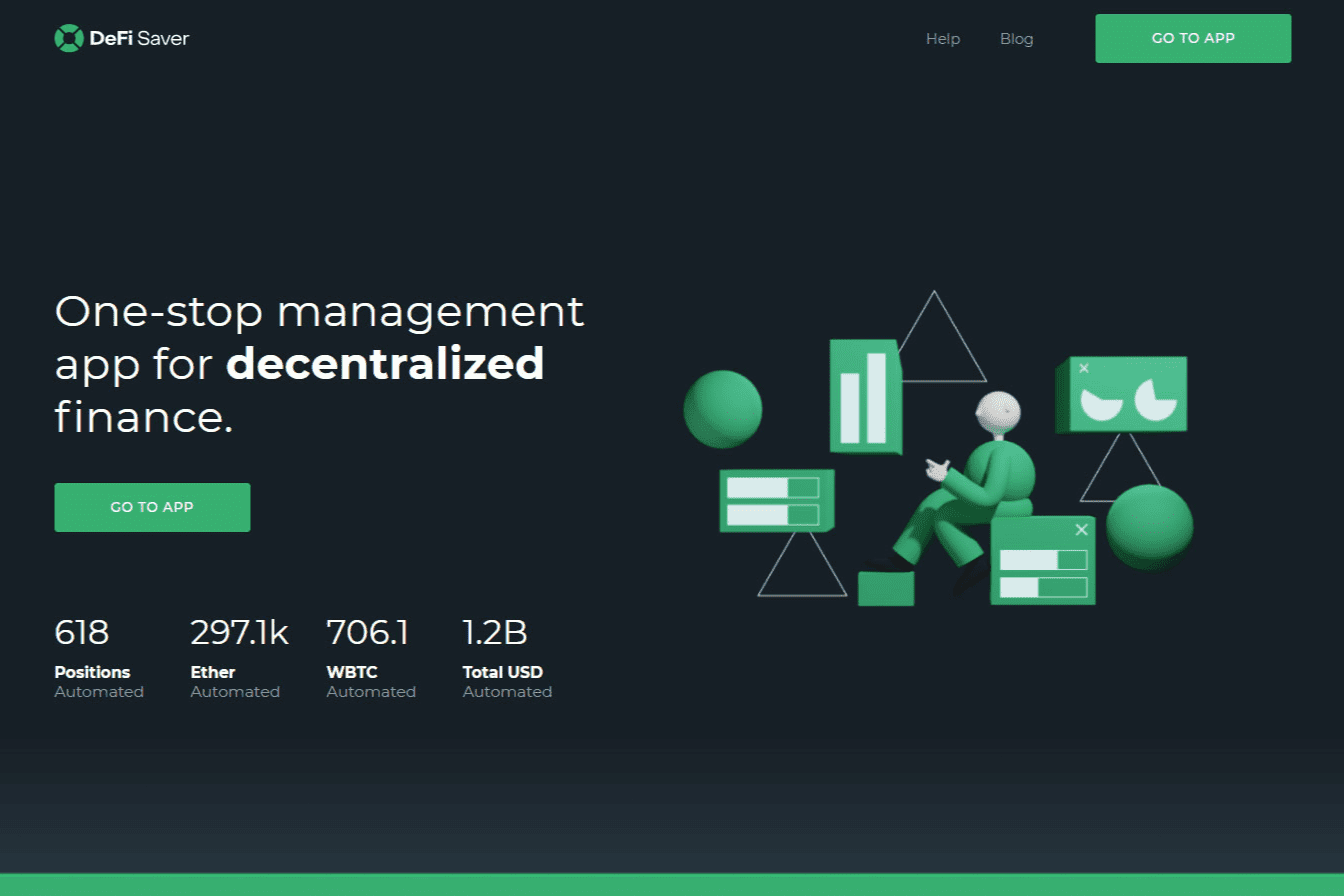 DeFi Saver
Help
Blog
GO TO APP
One-stop management
app for decentralized
finance.
GO TO APP
618
Positions
Automated
297.1k
Ether
Automated
706.1
WBTC
Automated
1.2B
Total USD
Automated